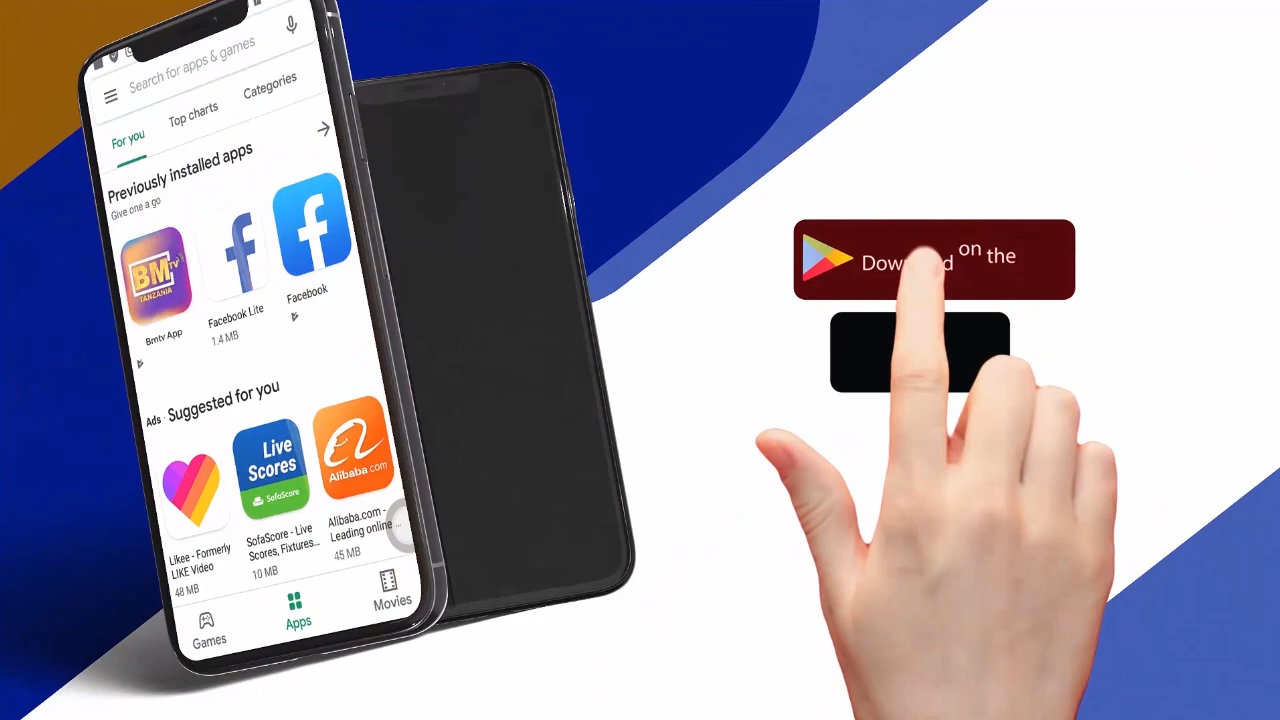 Search for apps & games
For you
Top charts
Categories
Previously installed apps
Give one a go
BM TV
TANZANIA
Bmtv App
Facebook Lite
1.4 MB
Facebook
Ads · Suggested for you
Live
Scores
SofaScore
Alibaba.com
Likee - Formerly
LIKE Video
48 MB
SofaScore - Live
Scores, Fixtures...
10 MB
Alibaba.com -
Leading online ...
45 MB
Games
Apps
Movies
on the